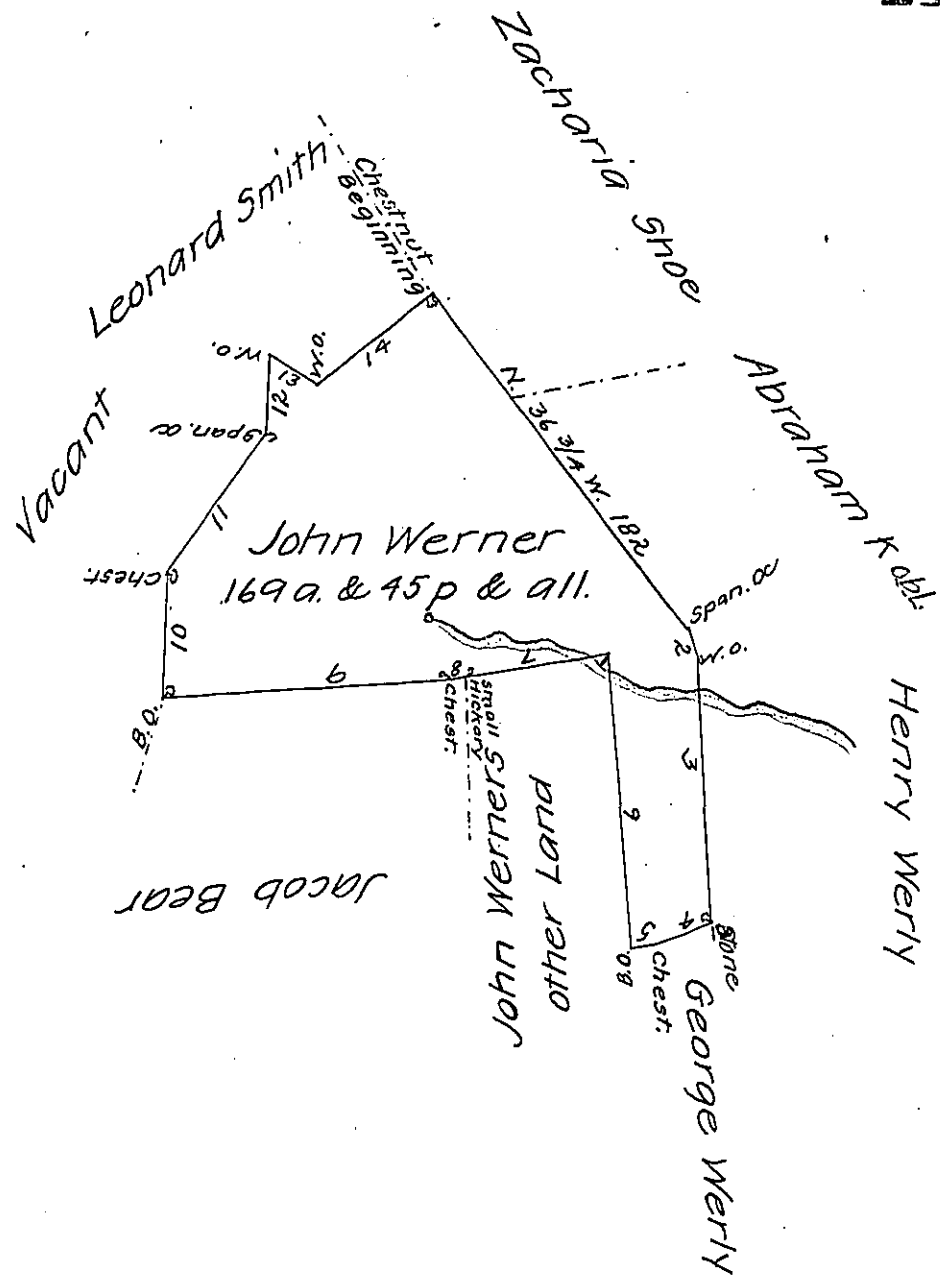 Zacharia Shoe
Leonard Smith
Chestnut
Beginning
W.O.
W.O.
14
13
12
N. 36 3/4 W. 182
Abraham Kobl.
Vacant
Span. oc
11
John Werner
169 a. & 45 p & all.
Span. oc
2
W.O.
Chest.
10
9
8
7
small
Hickory
Chest.
B.O.
3
Henry Werly
John Werners
other Land
6
Jacob Bear
4
5
Stone
B.O.
Chest.
George Werly